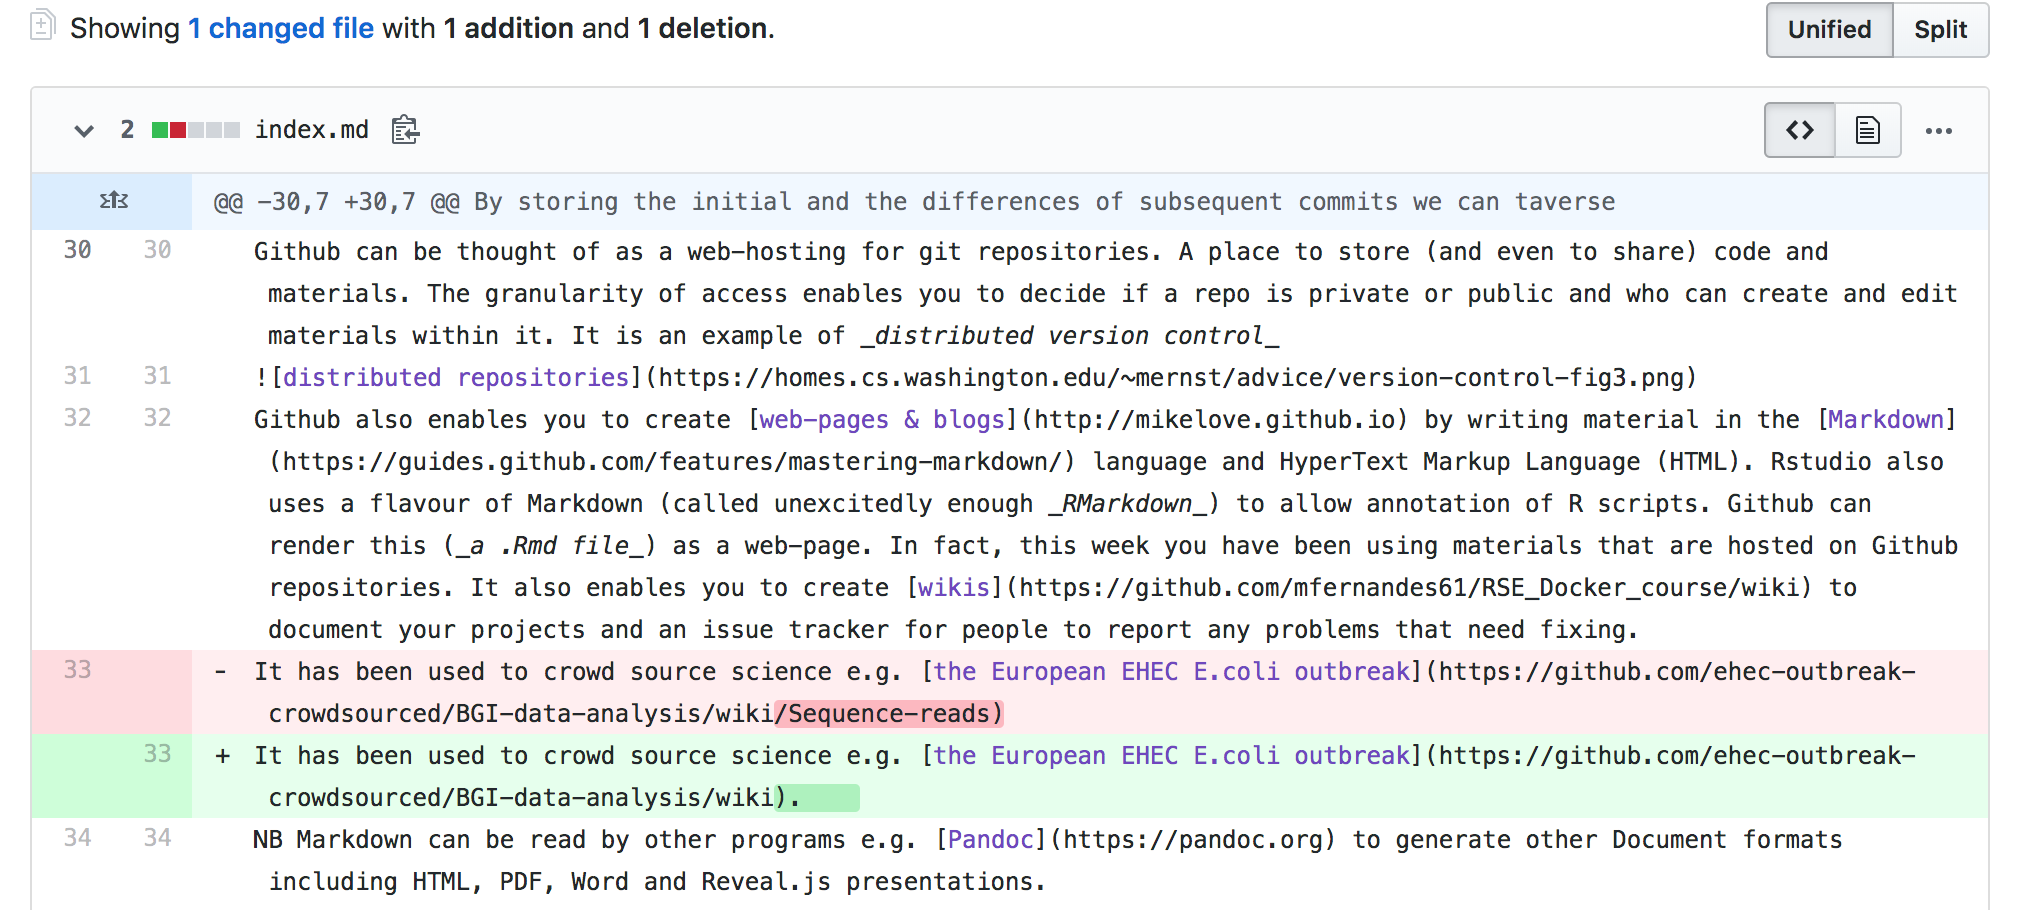 Showing 1 changed file with 1 addition and 1 deletion.
Unified Split
2 index.md
@@ -30,7 +30,7 @@ By storing the initial and the differences of subsequent commits we can taverse
30 30 Github can be thought of as a web-hosting for git repositories. A place to store (and even to share) code and
materials. The granularity of access enables you to decide if a repo is private or public and who can create and edit
materials within it. It is an example of _distributed version control_
31 31 ![distributed repositories](https://homes.cs.washington.edu/~mernst/advice/version-control-fig3.png)
32 32 Github also enables you to create [web-pages & blogs](http://mikelove.github.io) by writing material in the [Markdown]
(https://guides.github.com/features/mastering-markdown/) language and HyperText Markup Language (HTML). Rstudio also
uses a flavour of Markdown (called unexcitedly enough _RMarkdown_) to allow annotation of R scripts. Github can
render this (_a .Rmd file_) as a web-page. In fact, this week you have been using materials that are hosted on Github
repositories. It also enables you to create [wikis](https://github.com/mfernandes61/RSE_Docker_course/wiki) to
document your projects and an issue tracker for people to report any problems that need fixing.
33 - It has been used to crowd source science e.g. [the European EHEC E.coli outbreak](https://github.com/ehec-outbreak-
crowdsourced/BGI-data-analysis/wiki/Sequence-reads)
33 + It has been used to crowd source science e.g. [the European EHEC E.coli outbreak](https://github.com/ehec-outbreak-
crowdsourced/BGI-data-analysis/wiki).
34 34 NB Markdown can be read by other programs e.g. [Pandoc](https://pandoc.org) to generate other Document formats
including HTML, PDF, Word and Reveal.js presentations.